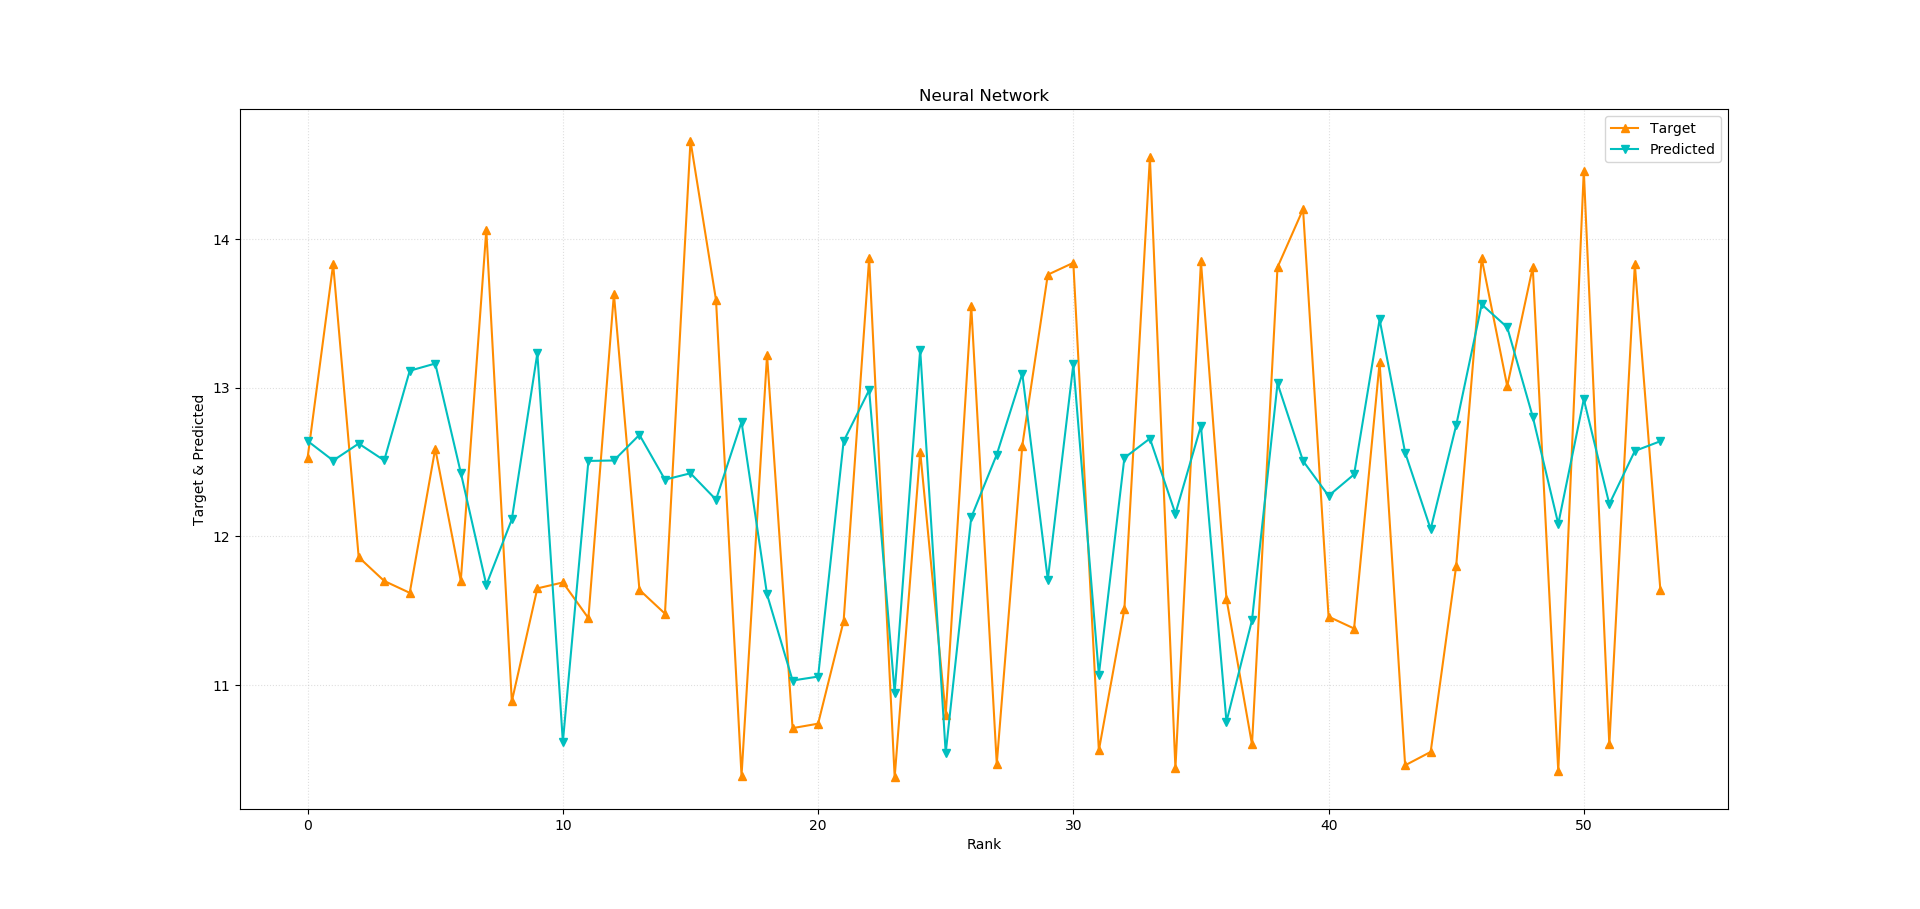 Neural Network
Target
Predicted
Target & Predicted
14
13
12
11
0 10 20 30 40 50
Rank